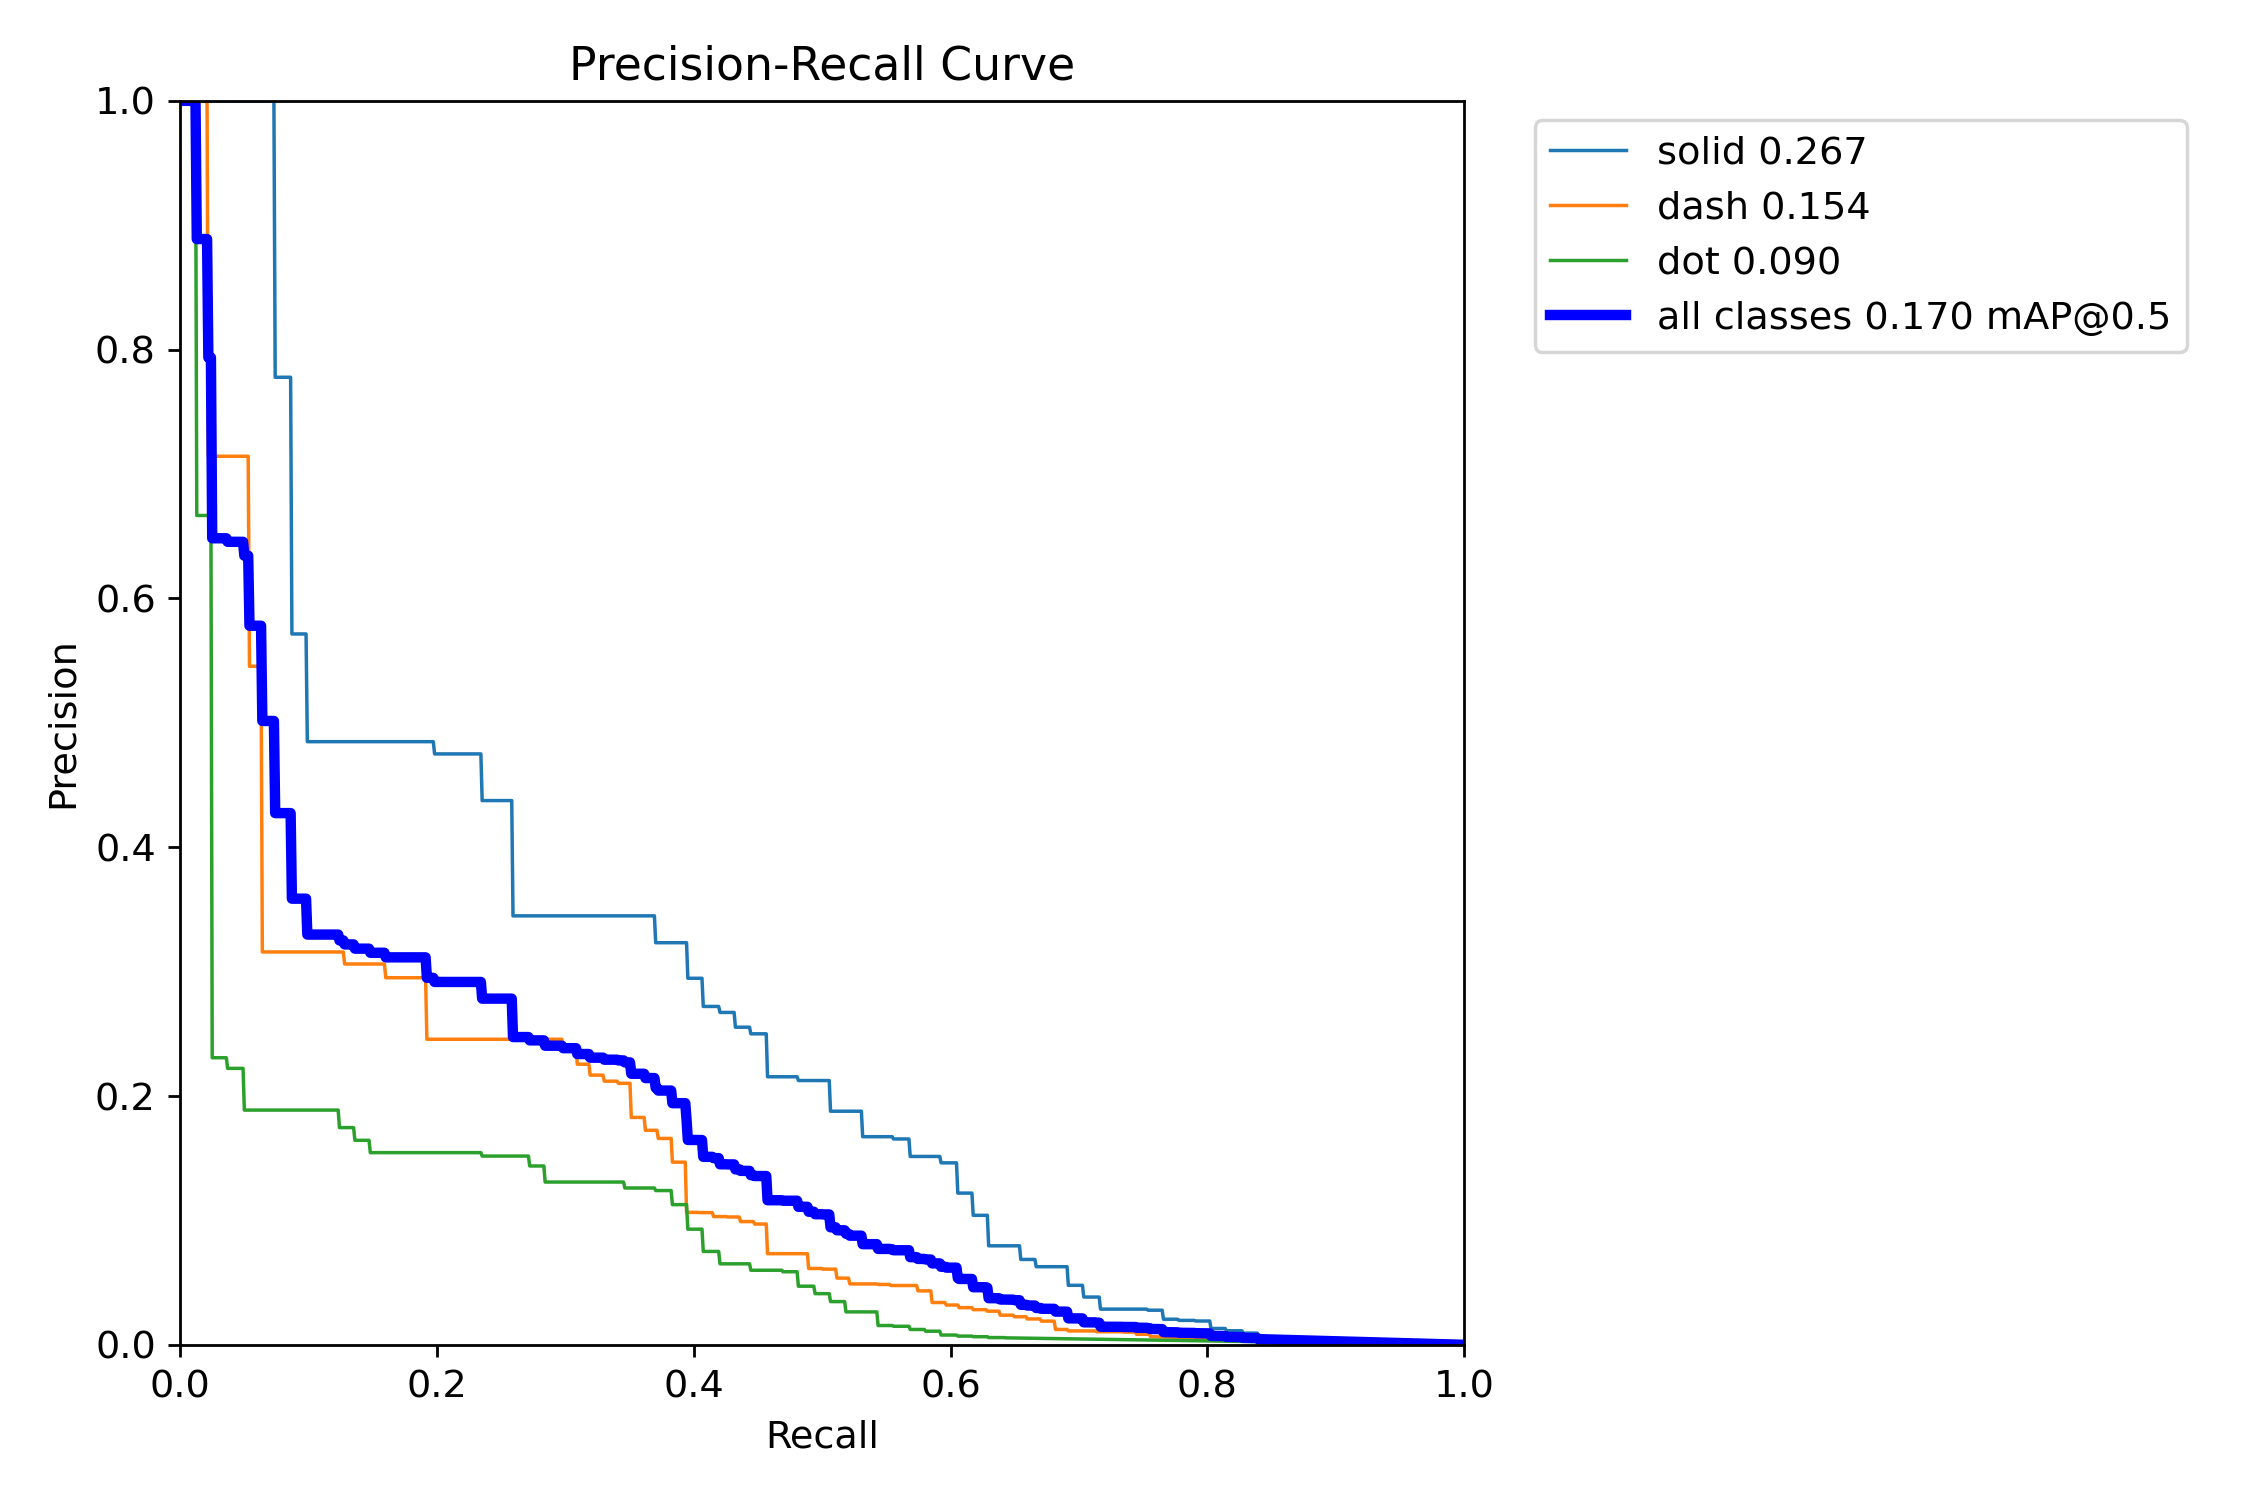 Precision-Recall Curve
1.0
0.8
0.6
0.4
0.2
0.0
Precision
0.0 0.2 0.4 0.6 0.8 1.0
Recall
solid 0.267
dash 0.154
dot 0.090
all classes 0.170 mAP@0.5